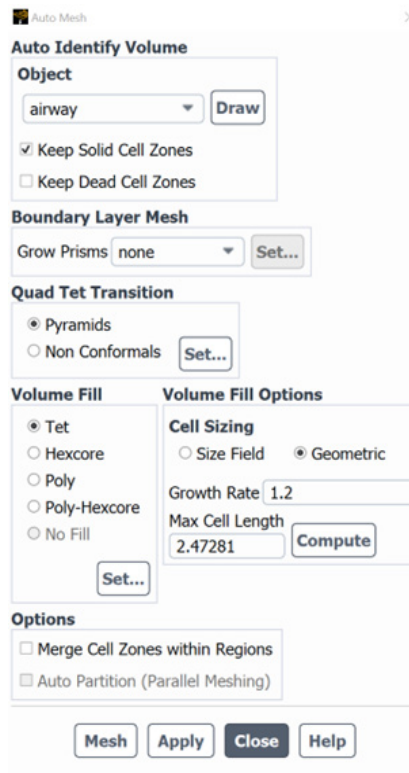 Auto Mesh
Auto Identify Volume
Object
airway
Draw
Keep Solid Cell Zones
Keep Dead Cell Zones
Boundary Layer Mesh
Grow Prisms none Set...
Quad Tet Transition
Pyramids
Non Conformals Set...
Volume Fill
Tet
Hexcore
Poly
Poly-Hexcore
No Fill
Set...
Volume Fill Options
Cell Sizing
Size Field Geometric
Growth Rate 1.2
Max Cell Length
2.47281 Compute
Options
Merge Cell Zones within Regions
Auto Partition (Parallel Meshing)
Mesh Apply Close Help